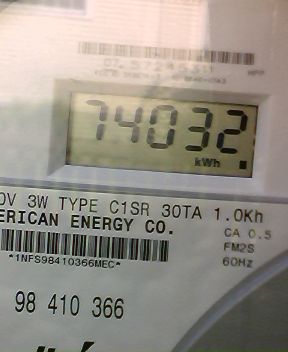 74032
kWh
0V 3W TYPE C1SR 30TA 1.0Kh
ERICAN ENERGY CO.
CA 0.5
FM2S
60Hz
*1NFS98410366MEC*
98 410 366